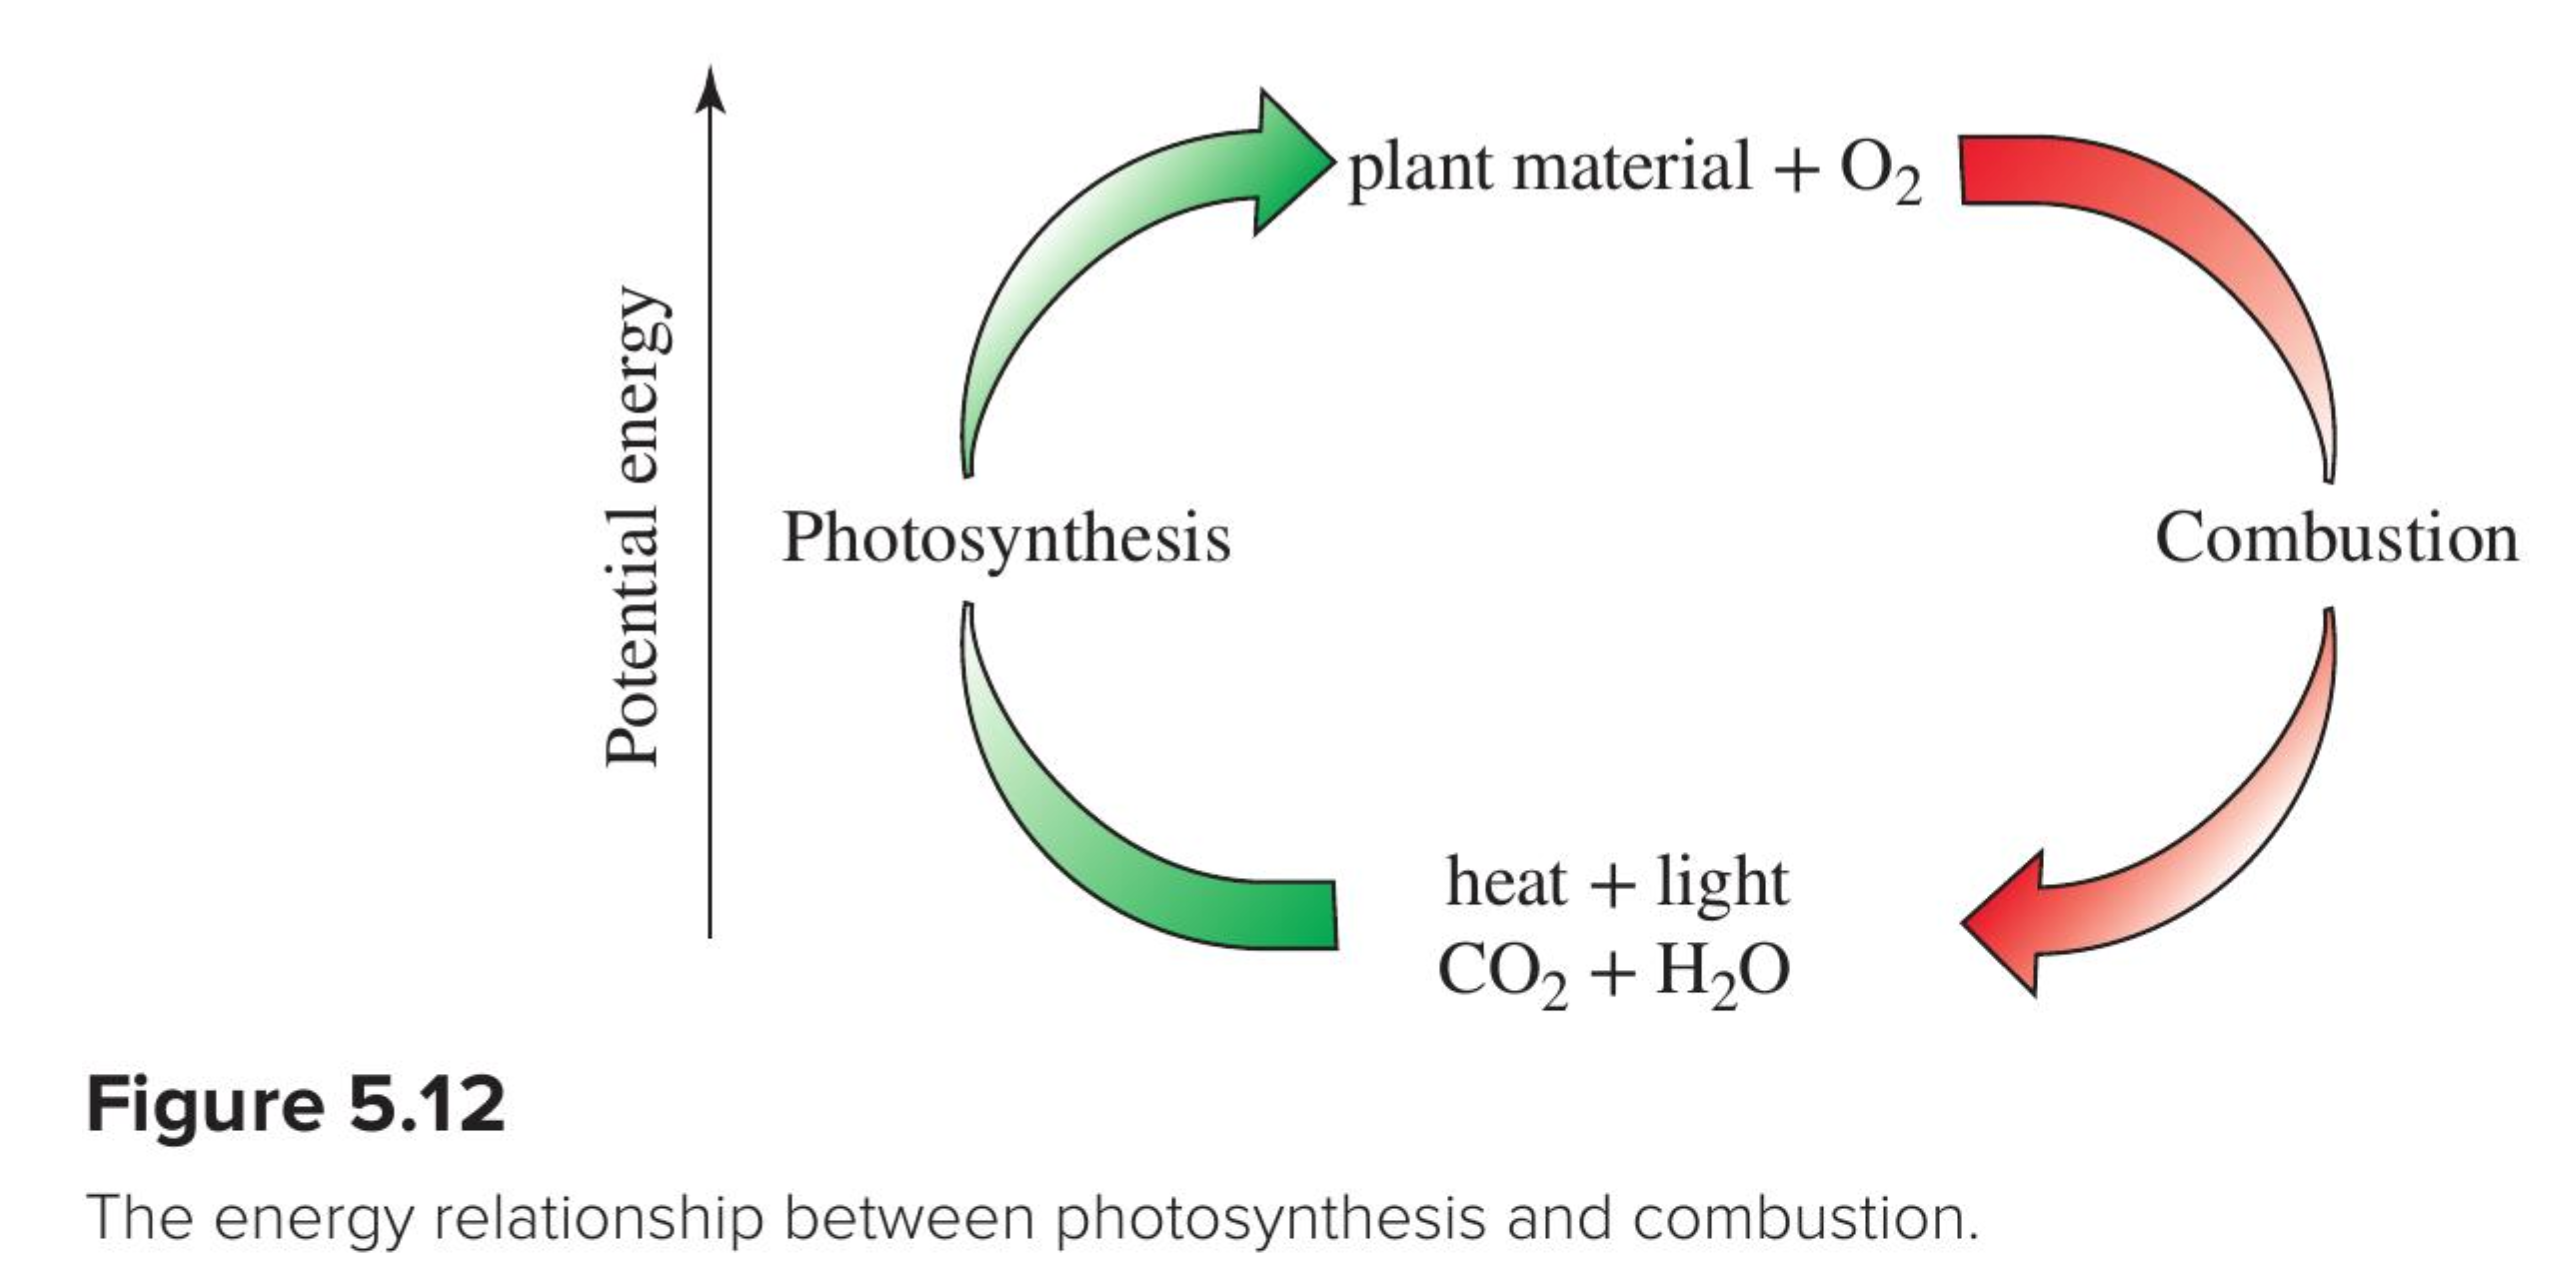 Potential energy
plant material + O₂
Photosynthesis
Combustion
heat + light
CO₂ + H₂O
Figure 5.12
The energy relationship between photosynthesis and combustion.